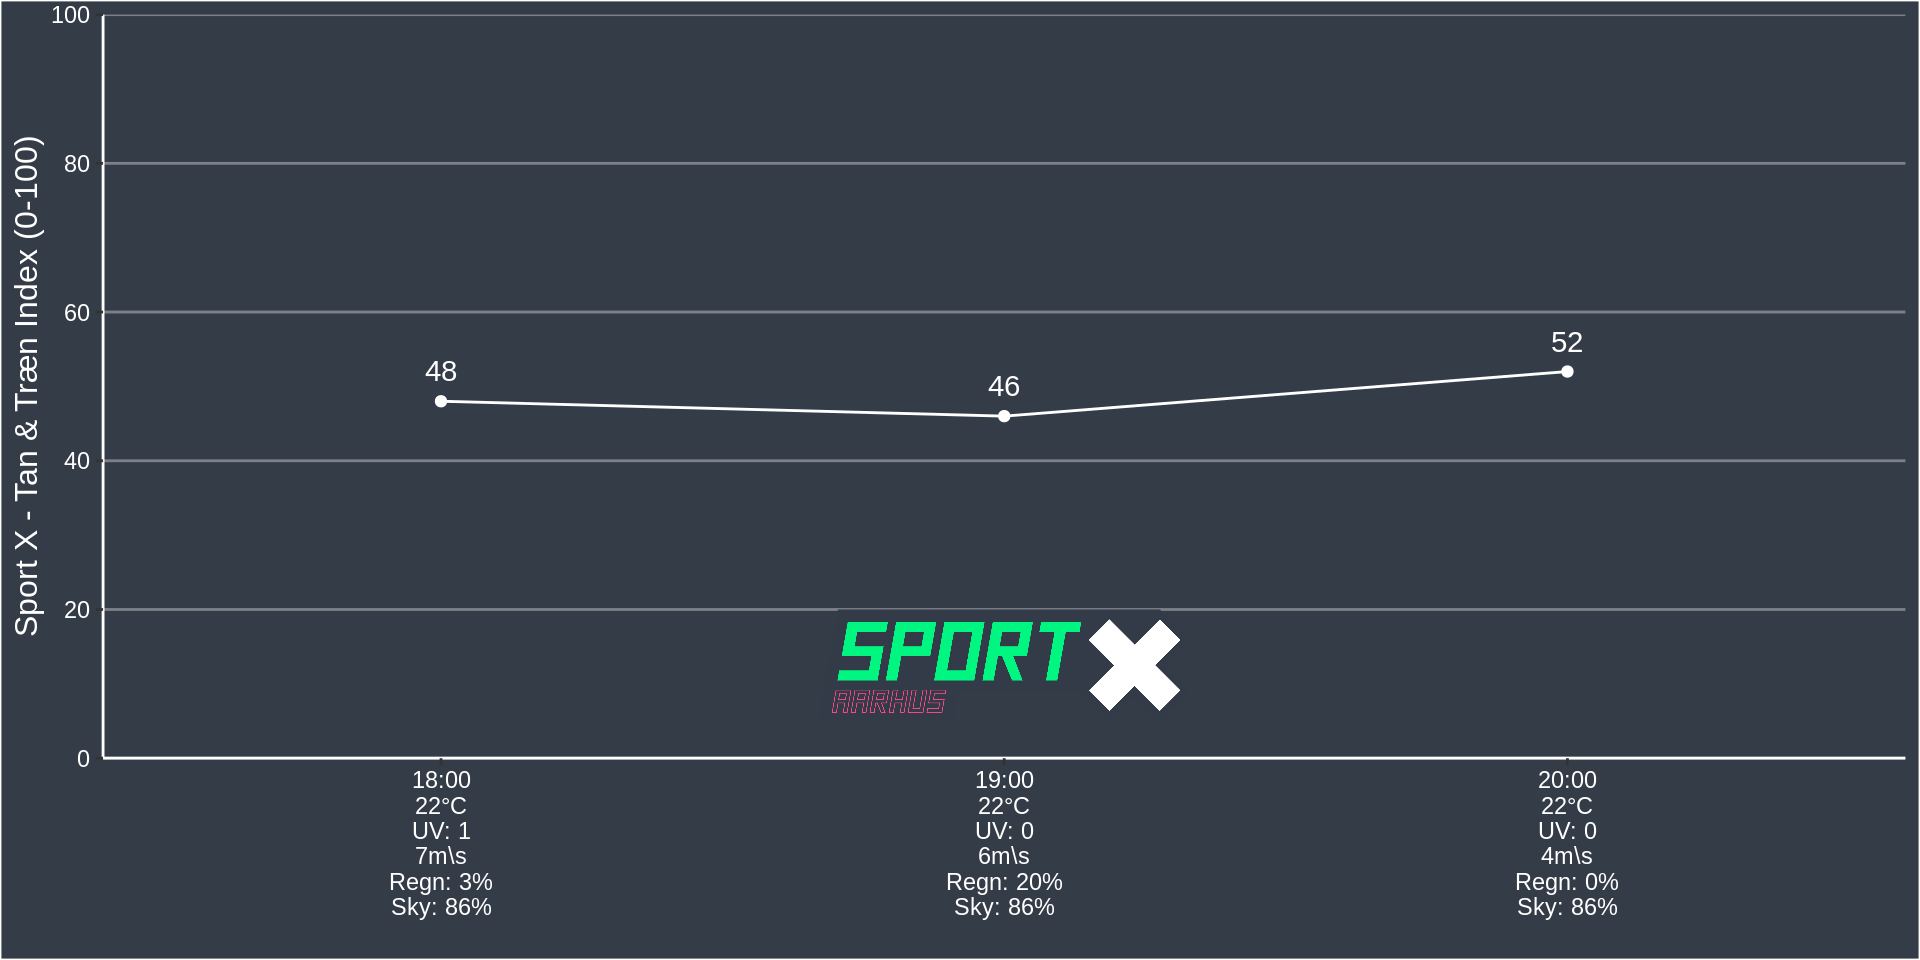 Sport X - Tan & Træn Index (0-100)
100
80
60
40
20
0
48
46
52
SPORT X
AARHUS
18:00
22°C
UV: 1
7m\s
Regn: 3%
Sky: 86%
19:00
22°C
UV: 0
6m\s
Regn: 20%
Sky: 86%
20:00
22°C
UV: 0
4m\s
Regn: 0%
Sky: 86%